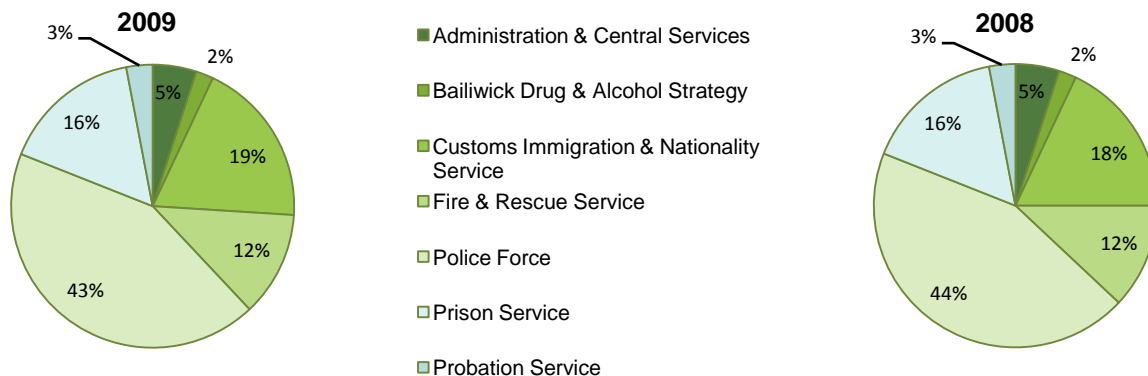 2009
3%
5%
2%
19%
12%
43%
16%
Administration & Central Services
Bailiwick Drug & Alcohol Strategy
Customs Immigration & Nationality
Service
Fire & Rescue Service
Police Force
Prison Service
Probation Service
2008
3%
5%
2%
18%
12%
44%
16%